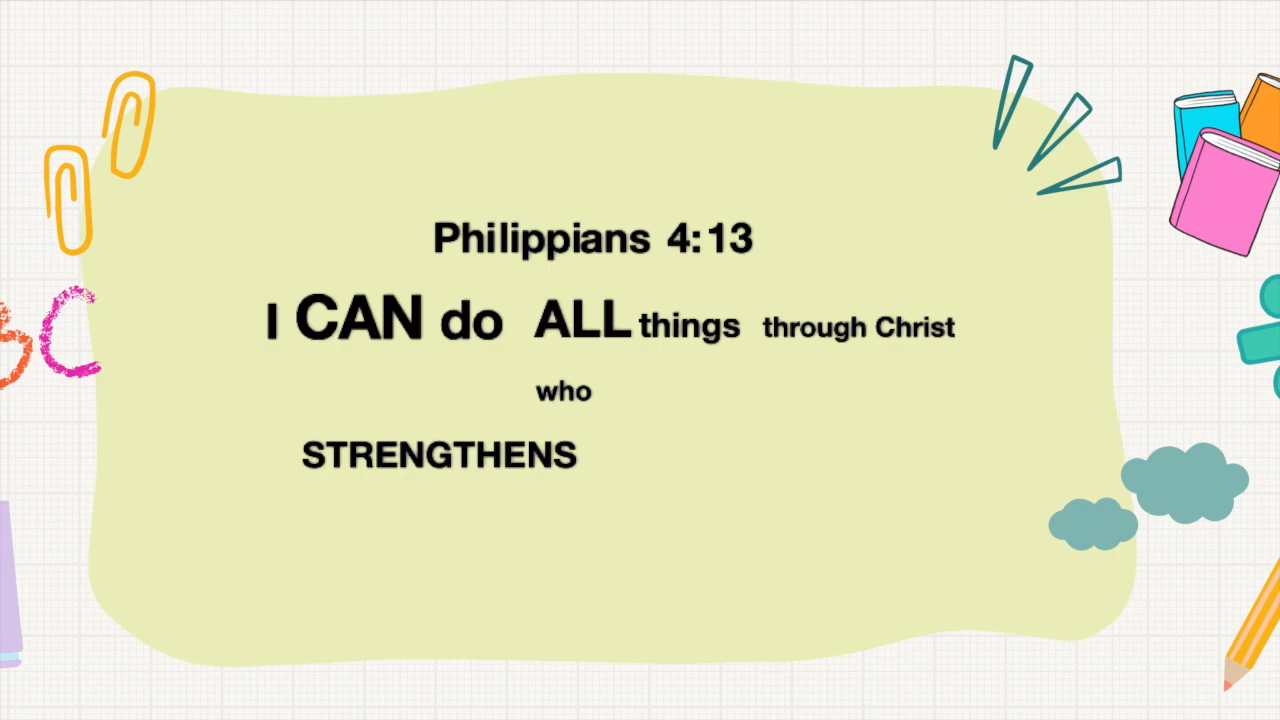 Philippians 4:13
I CAN do ALL things through Christ
who
STRENGTHENS
C